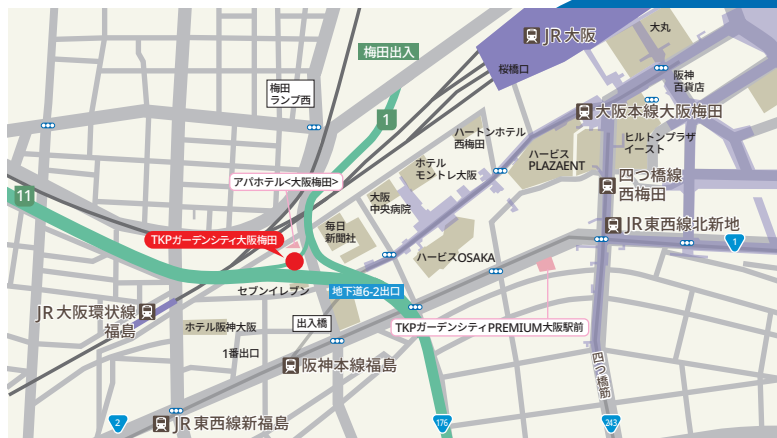 大丸
JR大阪
梅田出入
桜橋口
阪神
百貨店
梅田
ランプ西
1
大阪本線大阪梅田
ハートンホテル
西梅田
ヒルトンプラザ
イースト
ホテル
モントレ大阪
ハービス
PLAZAENT
アパホテル<大阪梅田>
四つ橋線
西梅田
11
大阪
中央病院
毎日
新聞社
JR東西線北新地
TKPガーデンシティ大阪梅田
1
ハービスOSAKA
セブンイレブン
地下道6-2出口
JR大阪環状線
福島
ホテル阪神大阪
出入橋
TKPガーデンシティPREMIUM大阪駅前
1番出口
阪神本線福島
四つ橋筋
2
JR東西線新福島
176
243